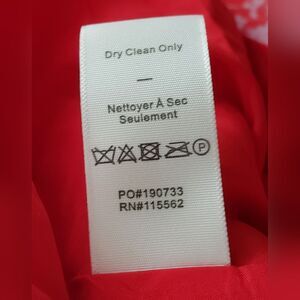 Dry Clean Only
—
Nettoyer À Sec
Seulement
P
PO#190733
RN#115562